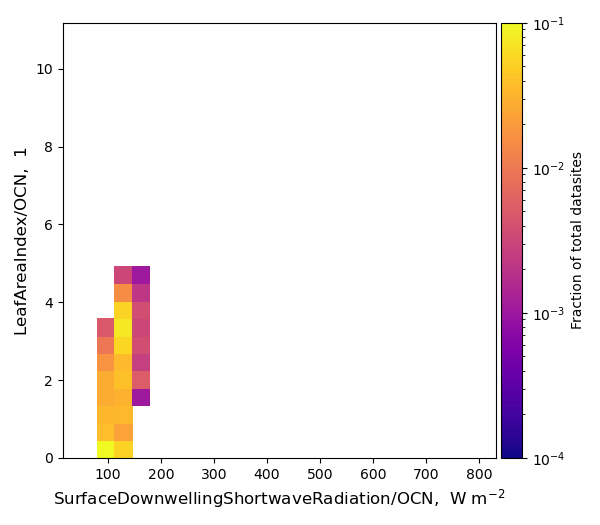 10
8
6
4
2
0
LeafAreaIndex/OCN, 1
100 200 300 400 500 600 700 800
SurfaceDownwellingShortwaveRadiation/OCN, W m⁻²
10⁻¹
10⁻²
10⁻³
10⁻⁴
Fraction of total datasites